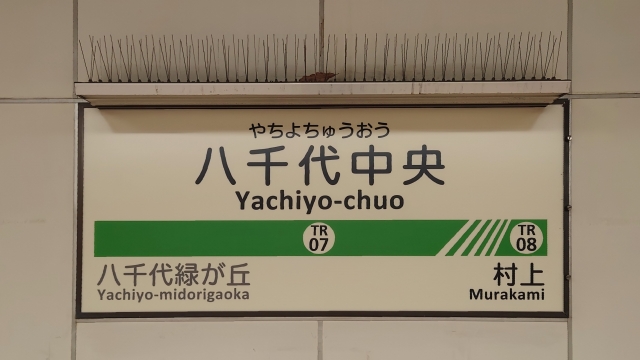 やちよちゅうおう
八千代中央
Yachiyo-chuo
TR
07
TR
08
八千代緑が丘
Yachiyo-midorigaoka
村上
Murakami